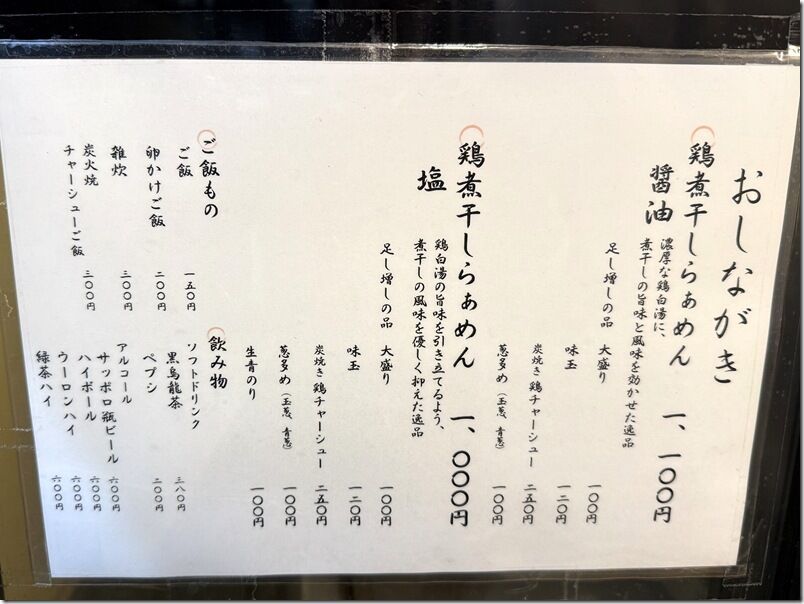 おしながき
鶏煮干しらぁめん 一、一〇〇円
醤油
濃厚な鶏白湯に、
煮干しの旨味と風味を効かせた逸品
足し増しの品 大盛り 一〇〇円
味玉 一二〇円
炭焼き鶏チャーシュー 二五〇円
葱多め(玉葱、青葱) 一〇〇円
鶏煮干しらぁめん 一、〇〇〇円
塩
鶏白湯の旨味を引き立てるよう、
煮干しの風味を優しく抑えた逸品
足し増しの品 大盛り 一〇〇円
味玉 一二〇円
炭焼き鶏チャーシュー 二五〇円
葱多め(玉葱、青葱) 一〇〇円
生青のり 一〇〇円
ご飯もの
ご飯 一五〇円
卵かけご飯 二〇〇円
雑炊 三〇〇円
炭火焼
チャーシューご飯 三〇〇円
飲み物
ソフトドリンク
黒烏龍茶 三八〇円
ペプシ 二〇〇円
アルコール
サッポロ瓶ビール 六〇〇円
ハイボール 六〇〇円
ウーロンハイ 六〇〇円
緑茶ハイ 六〇〇円